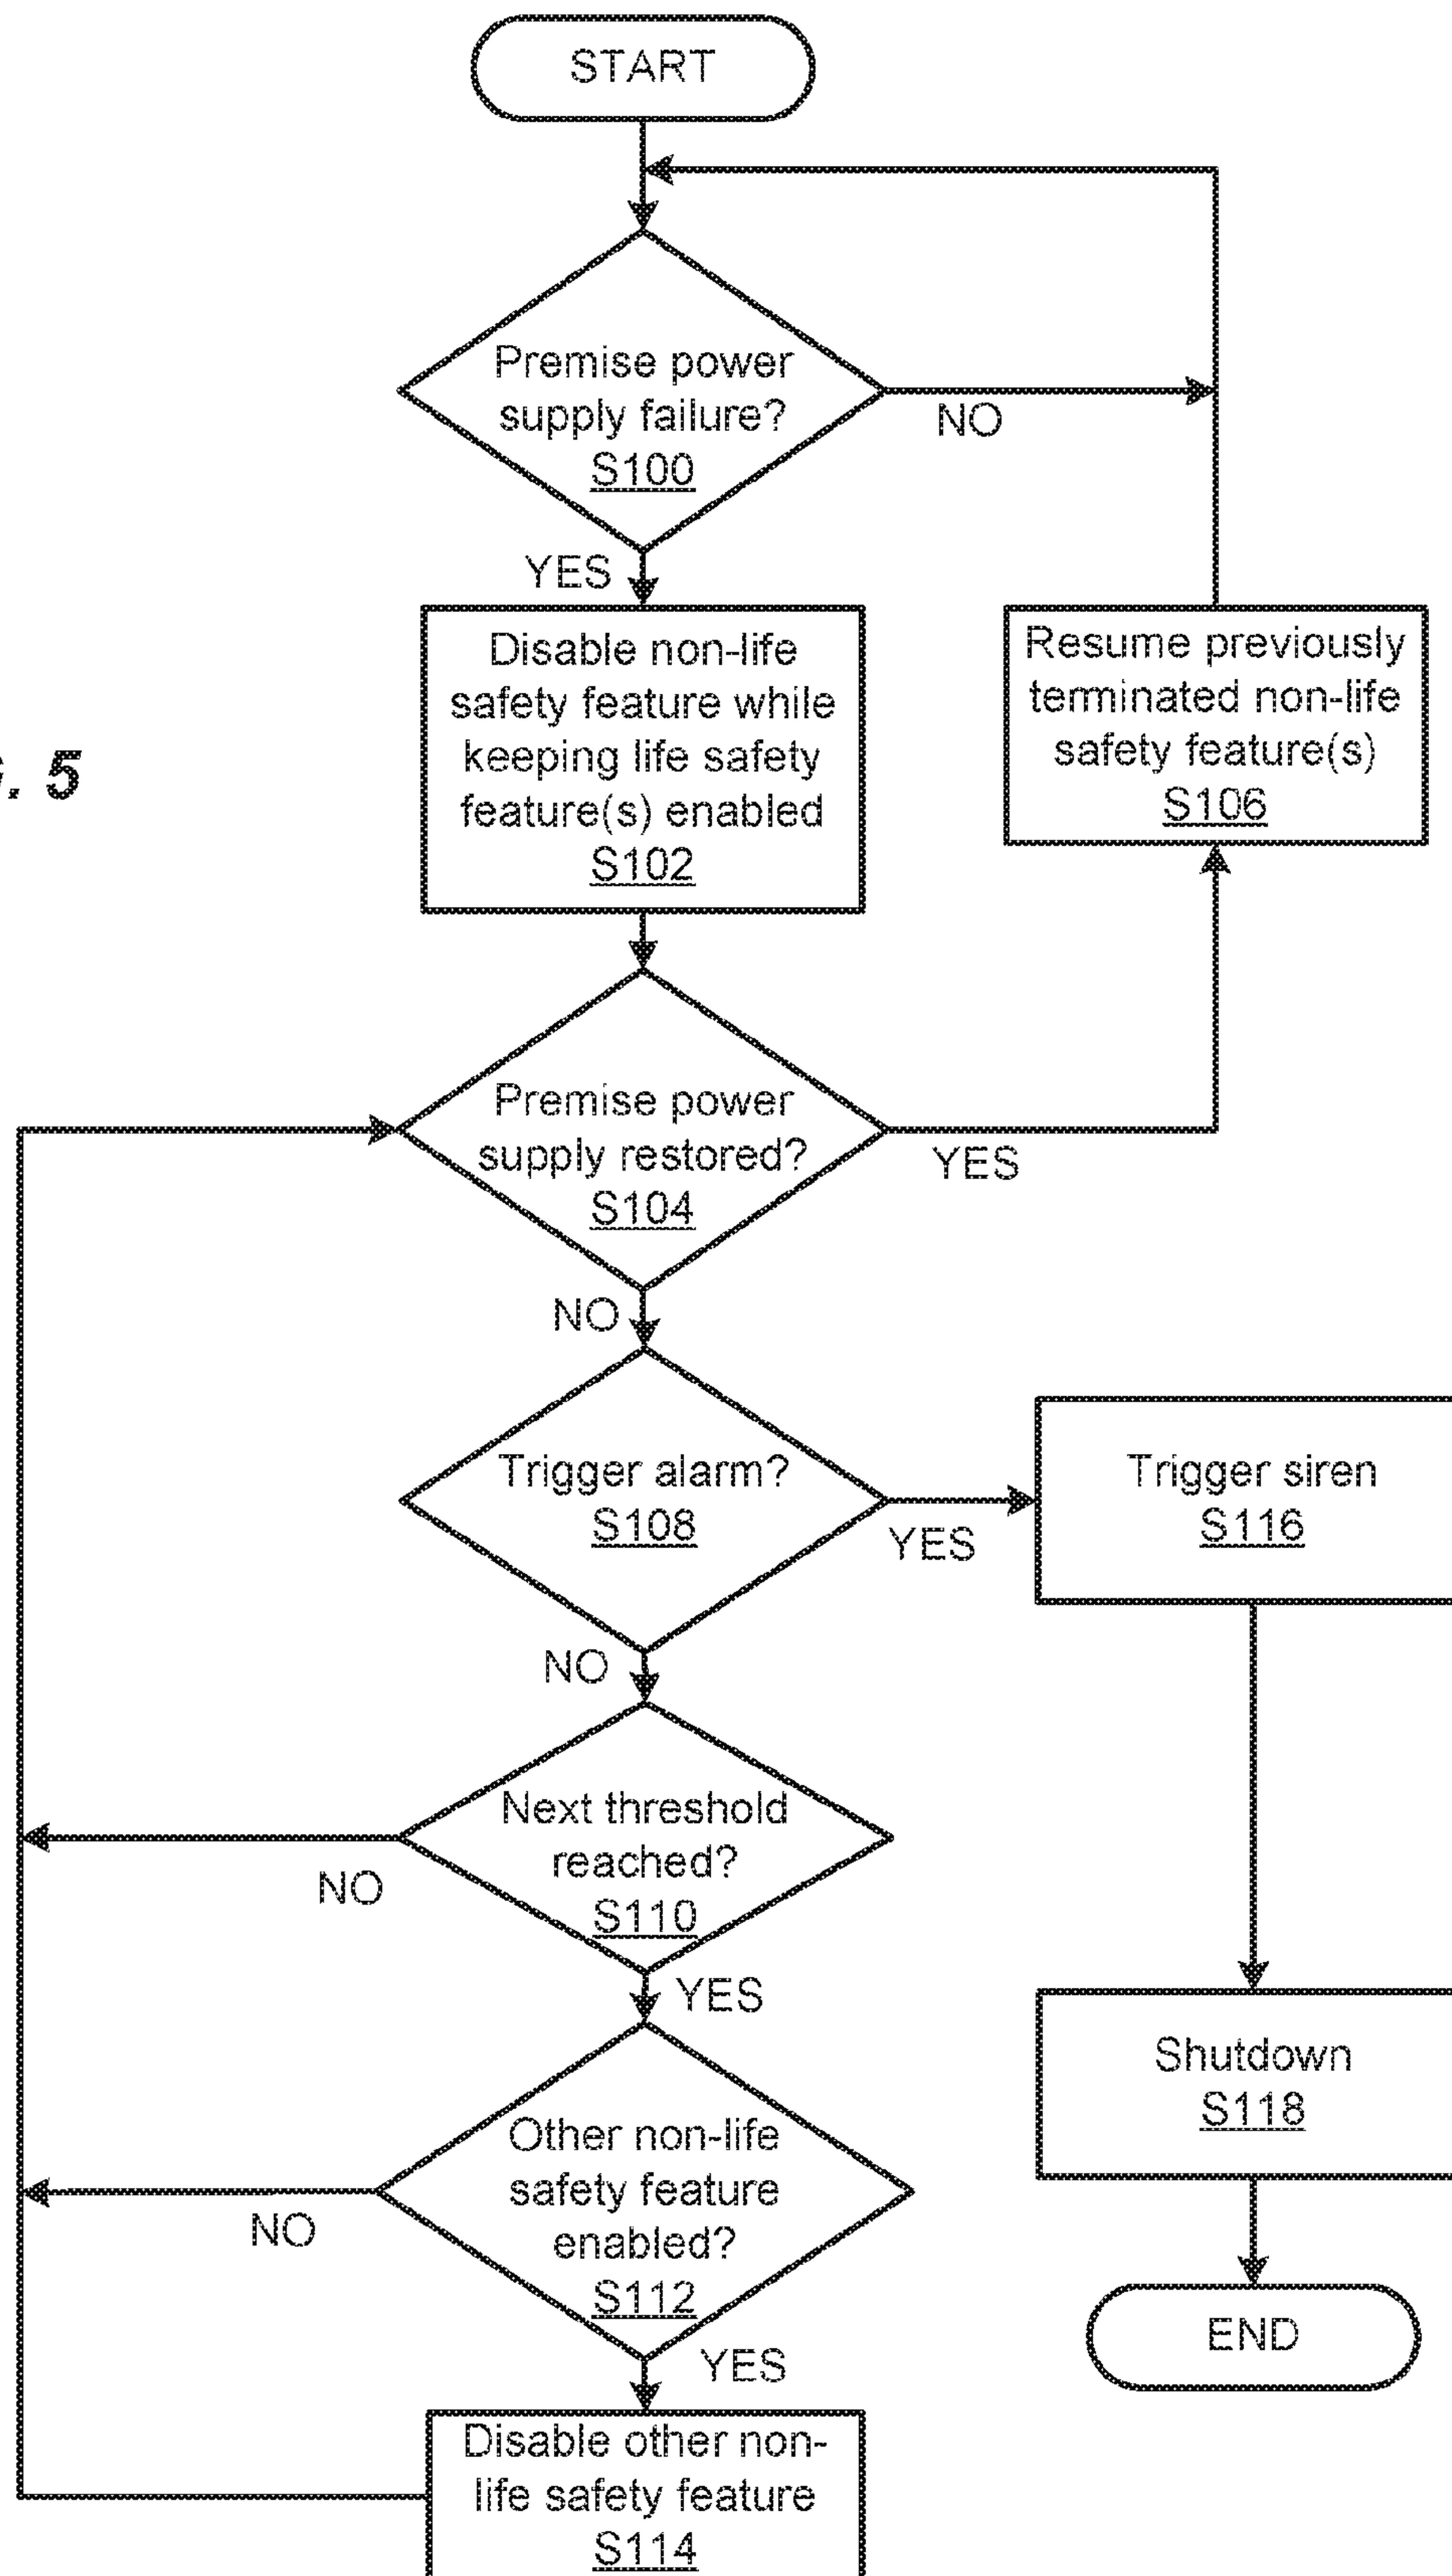 START
Premise power
supply failure?
S100
NO
YES
Disable non-life
safety feature while
keeping life safety
feature(s) enabled
S102
Resume previously
terminated non-life
safety feature(s)
S106
. 5
Premise power
supply restored?
S104
YES
NO
Trigger alarm?
S108
YES
Trigger siren
S116
NO
Next threshold
reached?
S110
NO
YES
Shutdown
S118
Other non-life
safety feature
enabled?
S112
NO
YES
END
Disable other non-
life safety feature
S114